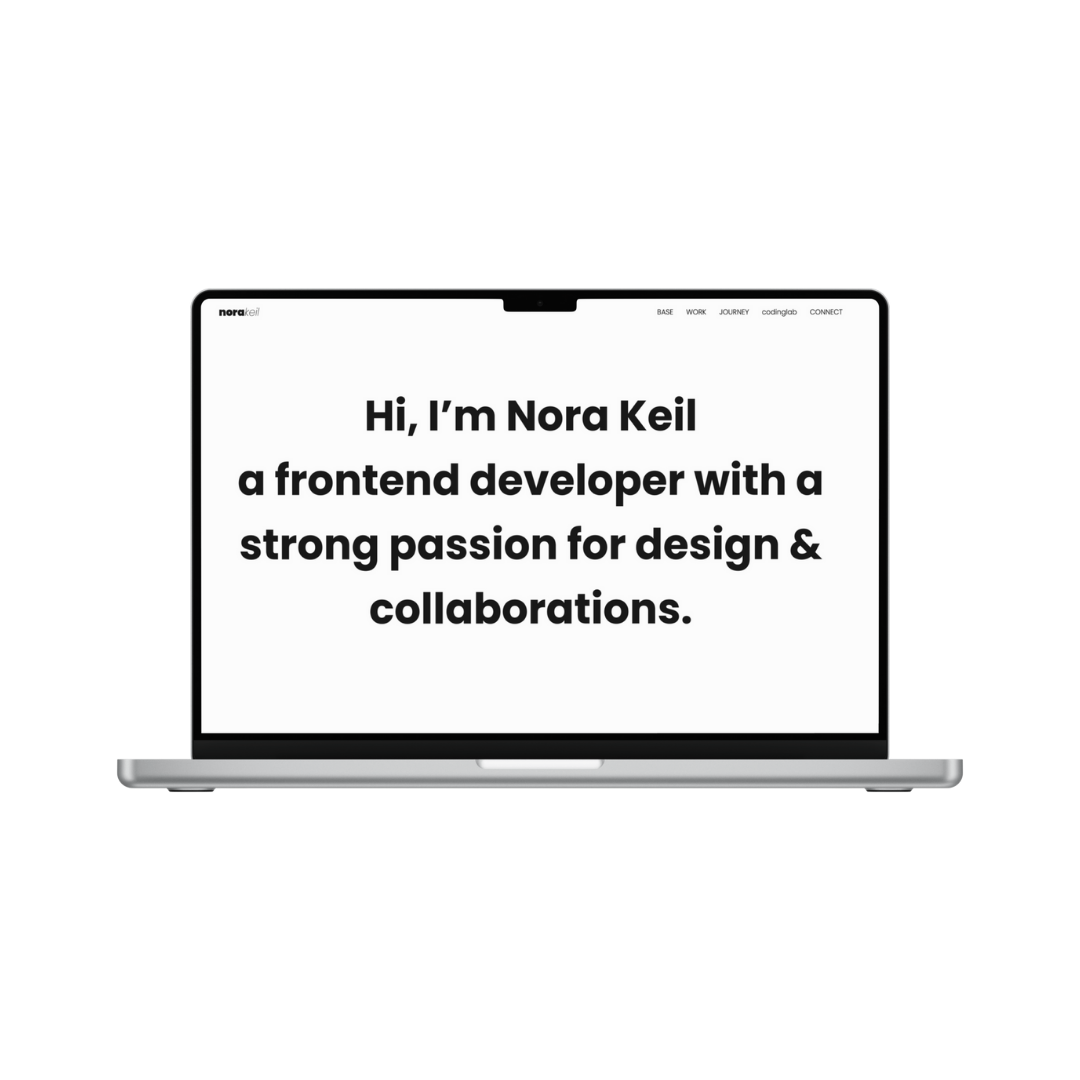 norakeil
BASE WORK JOURNEY codinglab CONNECT
Hi, I’m Nora Keil
a frontend developer with a
strong passion for design &
collaborations.